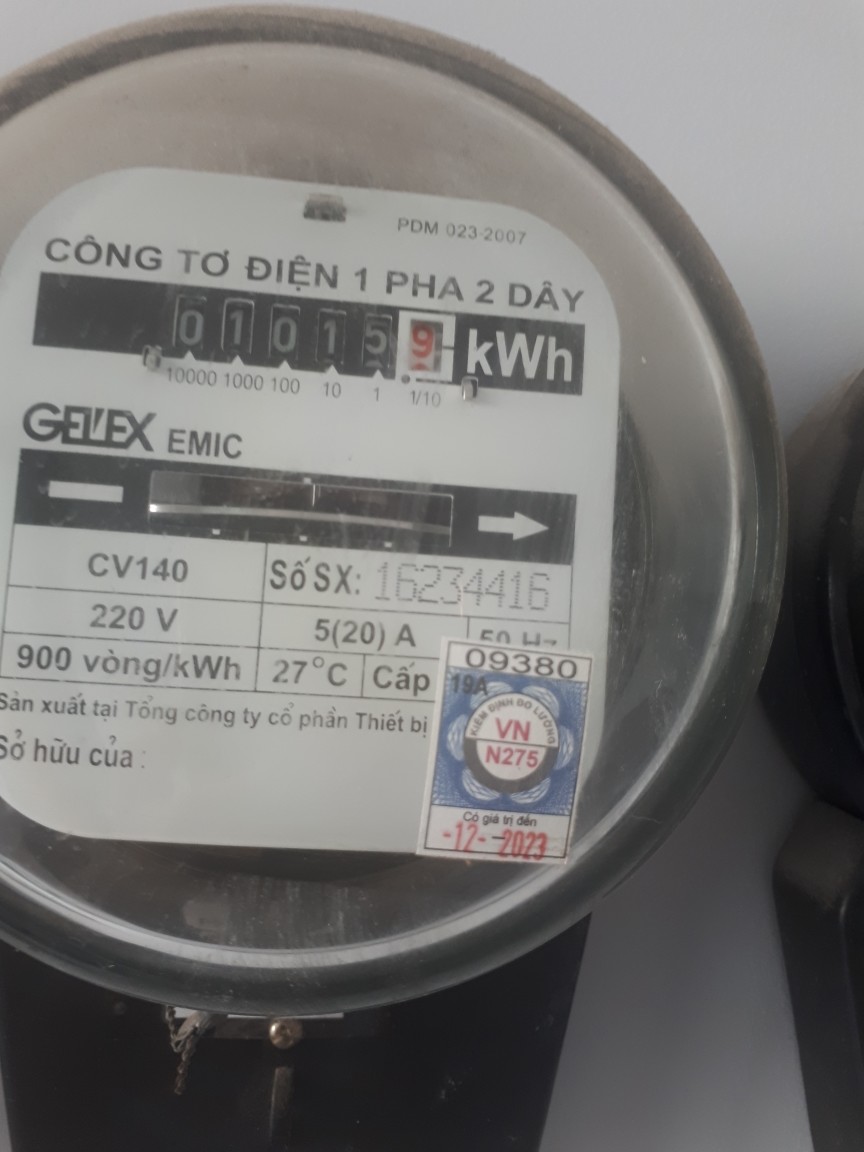 PDM 023-2007
CÔNG TƠ ĐIỆN 1 PHA 2 DÂY
010159 kWh
10000 1000 100 10 1 1/10
GELEX EMIC
CV140 Số SX: 16234416
220 V 5(20) A 50 Hz
900 vòng/kWh 27°C Cấp
Sản xuất tại Tổng công ty cổ phần Thiết bị
Sở hữu của :
09380
19A
KIỂM ĐỊNH ĐO LƯỜNG
VN
N275
Có giá trị đến
-12- -2023